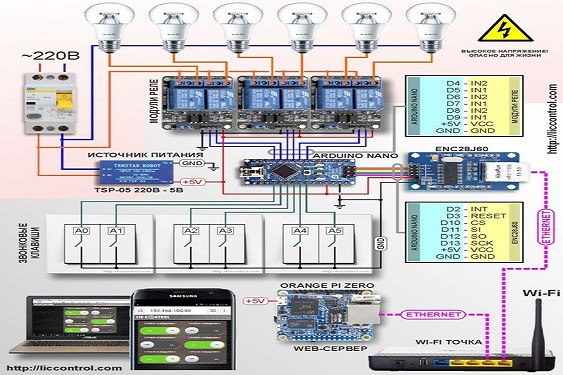 ~220В
ВЫСОКОЕ НАПРЯЖЕНИЕ!
ОПАСНО ДЛЯ ЖИЗНИ
МОДУЛИ РЕЛЕ
ARDUINO NANO
D4 - IN2
D5 - IN1
D6 - IN2
D7 - IN1
D8 - IN2
D9 - IN1
+5V - VCC
GND - GND
МОДУЛИ РЕЛЕ
http://liccontrol.com
ИСТОЧНИК ПИТАНИЯ
TENSTAR ROBOT
GND
+5V
TSP-05 220В - 5В
ARDUINO NANO
ENC28J60
ЗВОНКОВЫЕ КЛАВИШИ
A0
A1
A2
A3
A4
A5
GND
ARDUINO NANO
D2 - INT
D3 - RESET
D10 - CS
D11 - SI
D12 - SO
D13 - SCK
+5V - VCC
GND - GND
ENC28J60
ETHERNET
SAMSUNG
192.168.100.60
ORANGE PI ZERO
+5V
ETHERNET
WEB-СЕРВЕР
Wi-Fi
WI-FI ТОЧКА
http://liccontrol.com